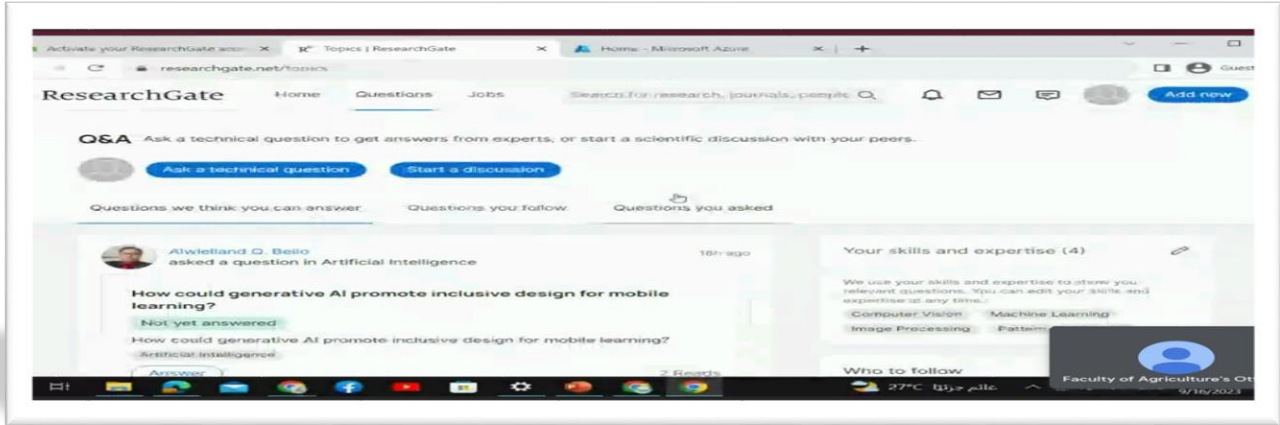 Activate your ResearchGate
Topics | ResearchGate
Home - Microsoft Azure
researchgate.net/topics
Guest
ResearchGate
Home
Questions
Jobs
Search for research, journals, people
Add new
Q&A Ask a technical question to get answers from experts, or start a scientific discussion with your peers.
Ask a technical question
Start a discussion
Questions we think you can answer
Questions you follow
Questions you asked
Alwielland Q. Bello
asked a question in Artificial Intelligence
How could generative AI promote inclusive design for mobile
learning?
Not yet answered
How could generative AI promote inclusive design for mobile learning?
Artificial Intelligence
Answer
2 Reads
Your skills and expertise (4)
We use your skills and expertise to show you
relevant questions. You can edit your skills and
expertise at any time.
Computer Vision
Machine Learning
Image Processing
Pattern
Who to follow
Faculty of Agriculture's
27°C غائم جزئيًا
9/16/2023